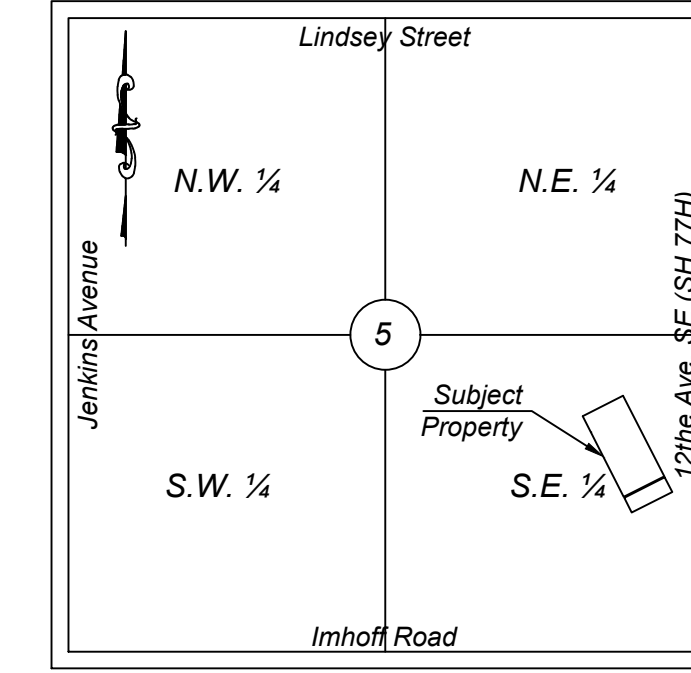 Lindsey Street
N.W. ¼
N.E. ¼
Jenkins Avenue
12the Ave. SE (SH 77H)
5
Subject
Property
S.W. ¼
S.E. ¼
Imhoff Road